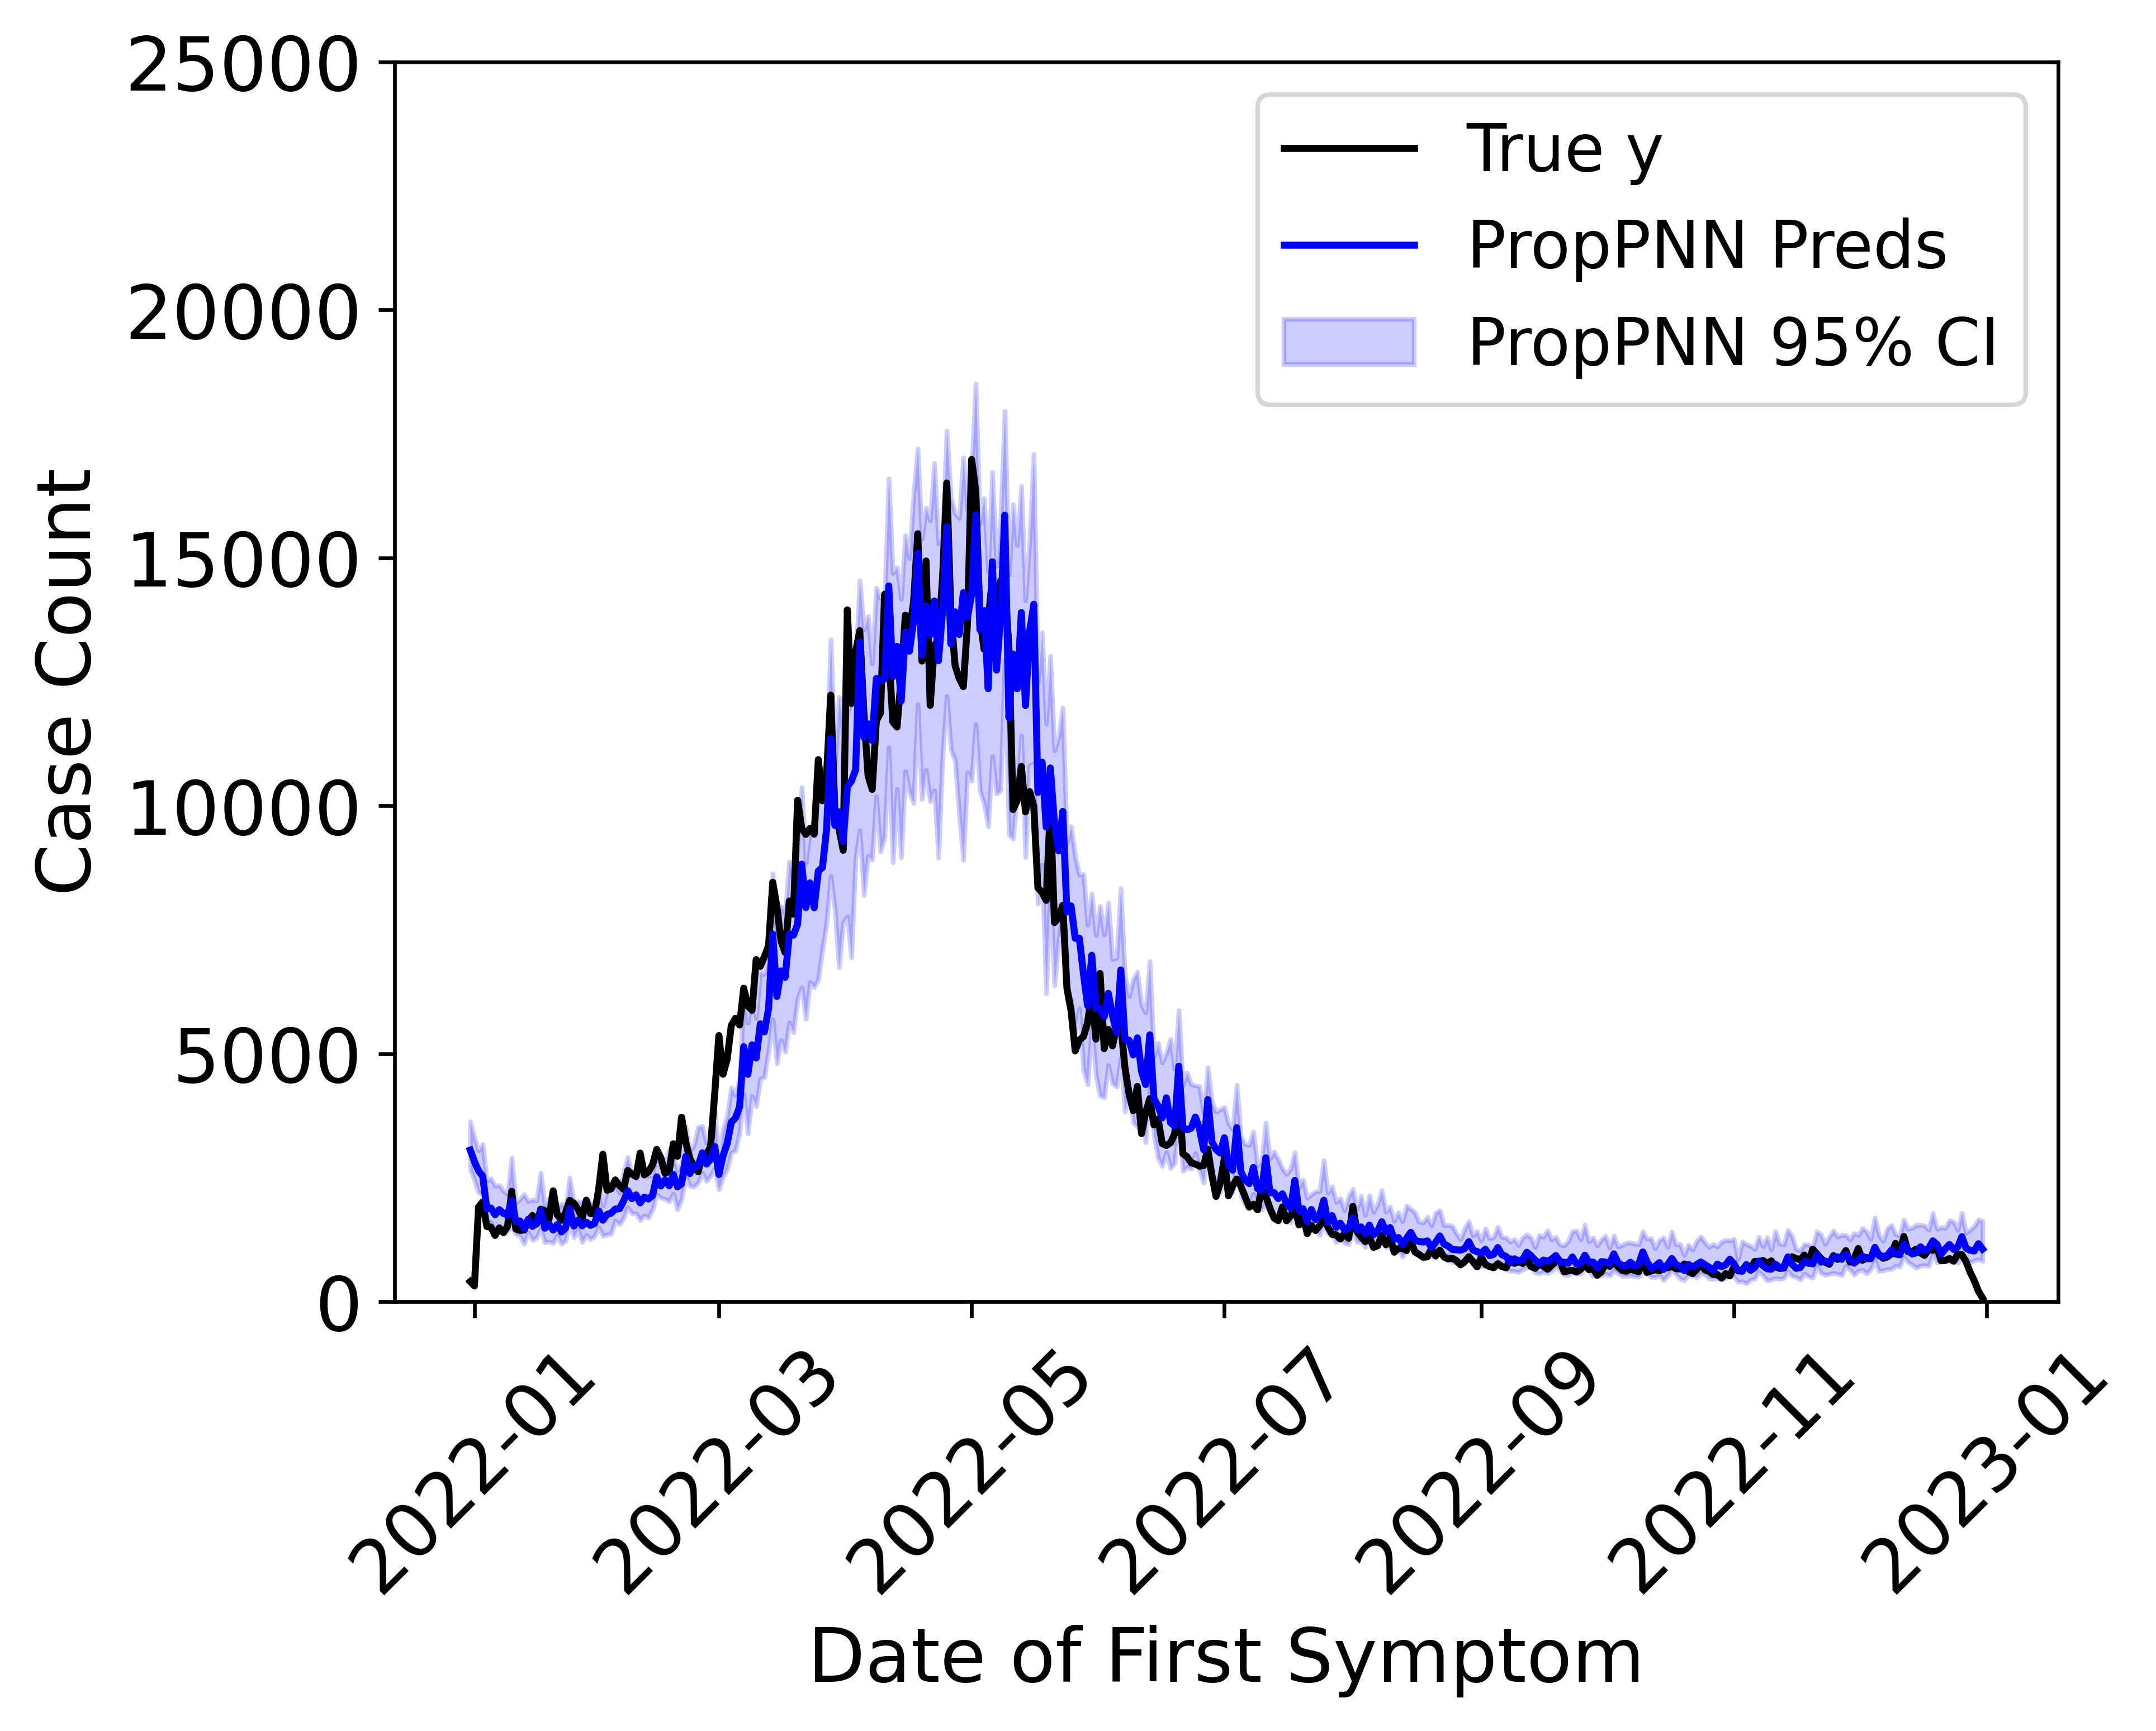 25000
20000
15000
10000
5000
0
Case Count
True y
PropPNN Preds
PropPNN 95% CI
2022-01
2022-03
2022-05
2022-07
2022-09
2022-11
2023-01
Date of First Symptom